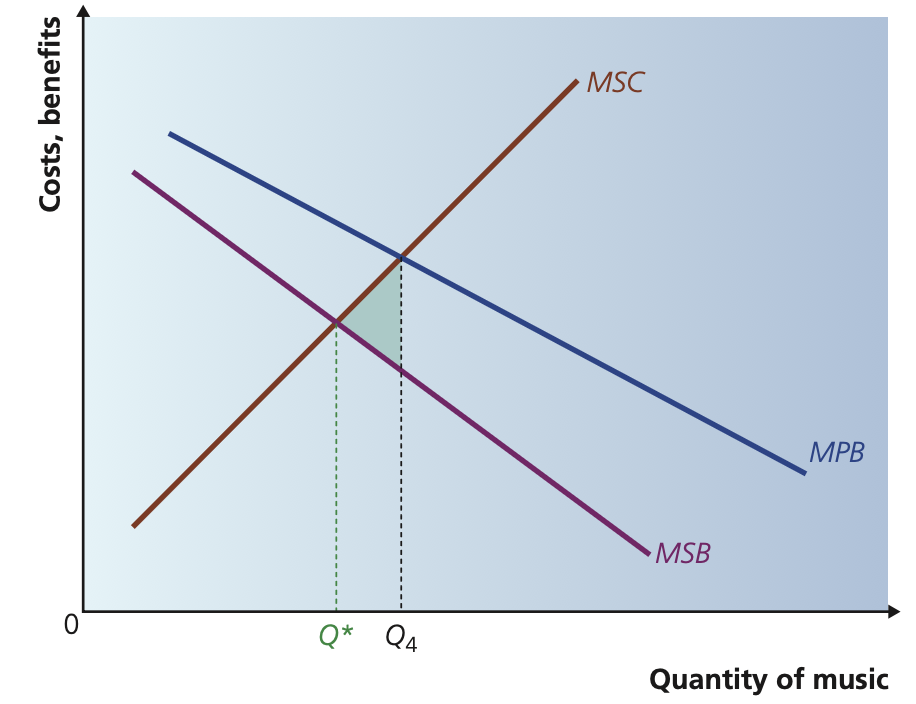 Costs, benefits
MSC
MPB
MSB
0
Q*
Q4
Quantity of music